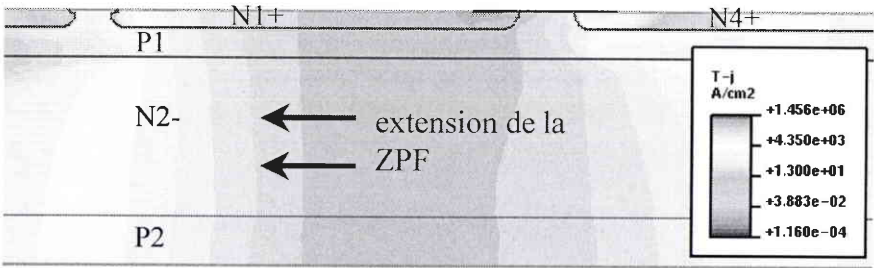 N1+
N4+
P1
N2-
extension de la
ZPF
P2
T-j
A/cm2
+1.456e+06
+4.350e+03
+1.300e+01
+3.883e-02
+1.160e-04